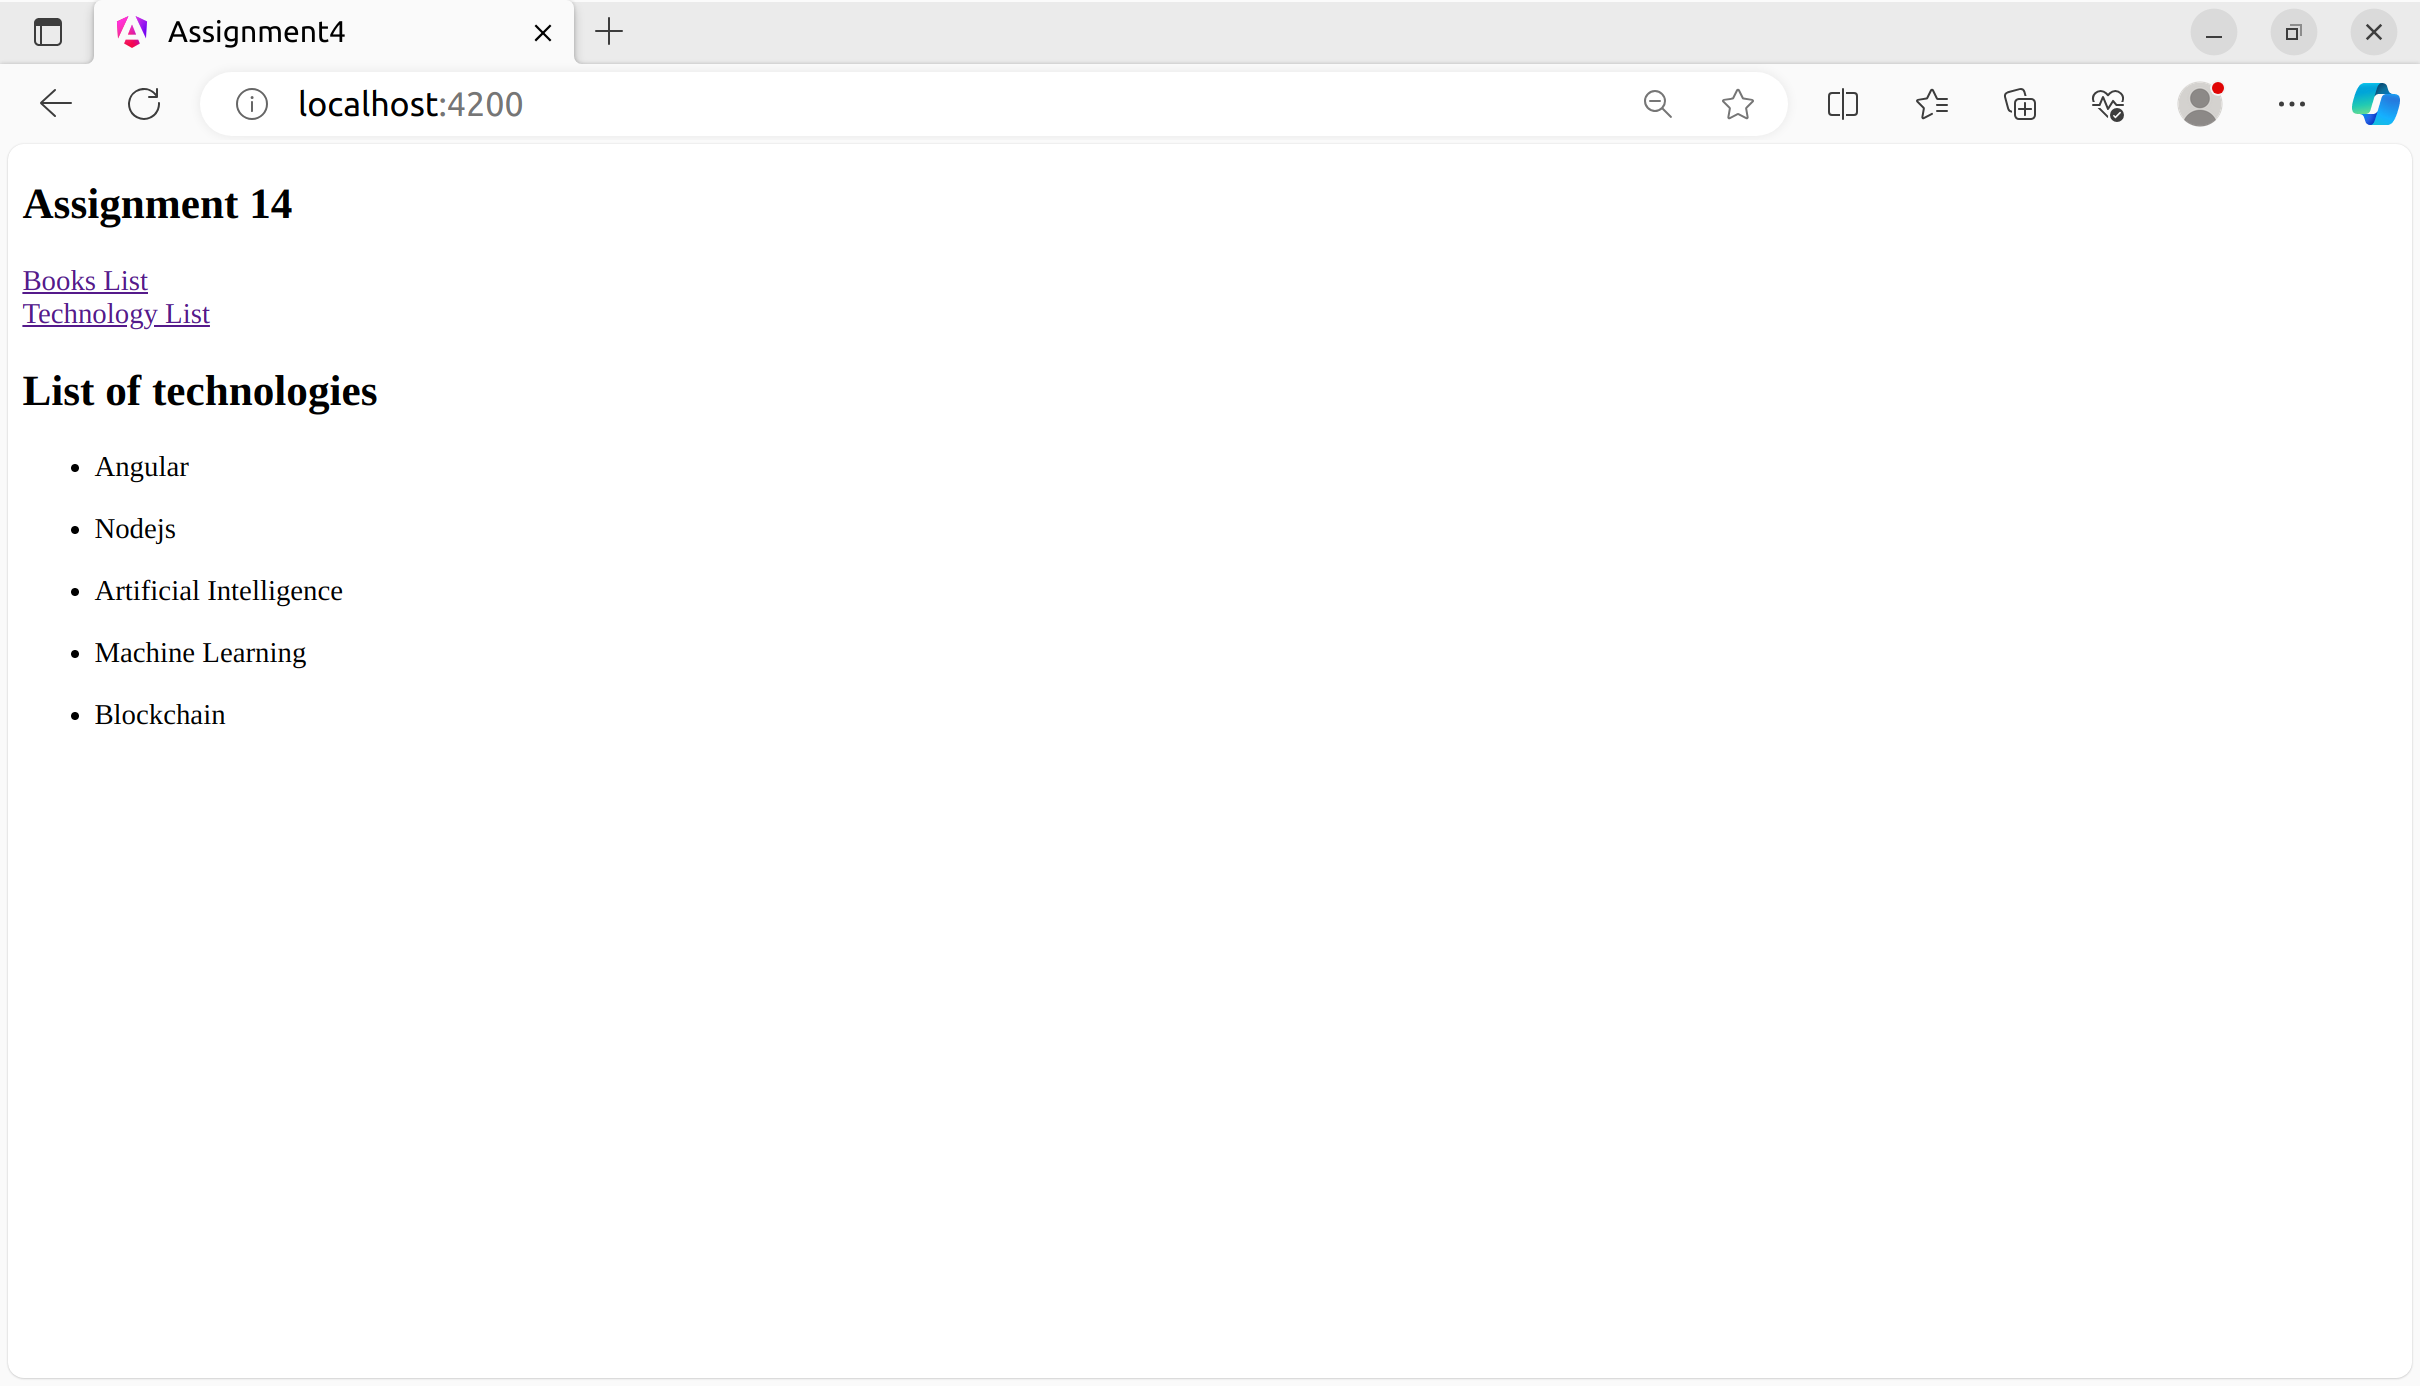 Assignment4
localhost:4200
Assignment 14
Books List
Technology List
List of technologies
Angular
Nodejs
Artificial Intelligence
Machine Learning
Blockchain